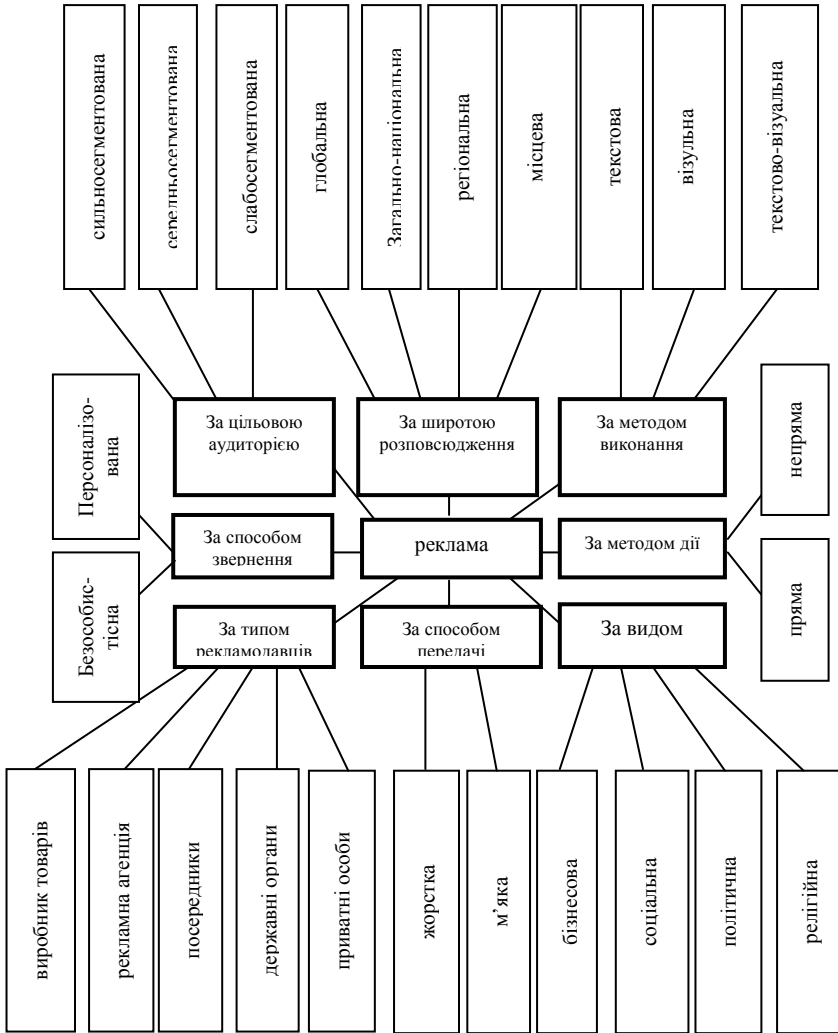 сильносегментована
середньосегментована
слабосегментована
глобальна
Загально-національна
регіональна
місцева
текстова
візульна
текстово-візуальна
Персоналізо-
вана
За цільовою
аудиторією
За широтою
розповсюдження
За методом
виконання
непряма
За способом
звернення
реклама
За методом дії
Безособис-
тісна
За типом
рекламодавців
За способом
передачі
За видом
пряма
виробник товарів
рекламна агенція
посередники
державні органи
приватні особи
жорстка
м’яка
бізнесова
соціальна
політична
релігійна